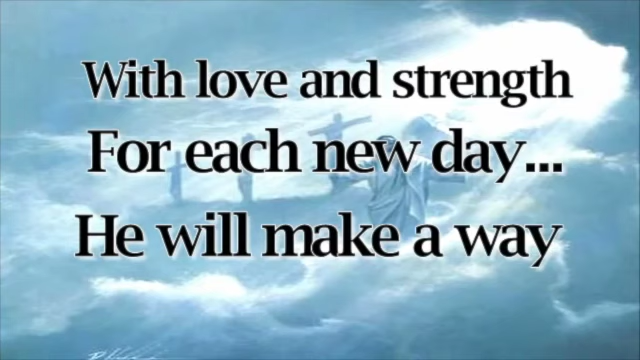 With love and strength
For each new day...
He will make a way